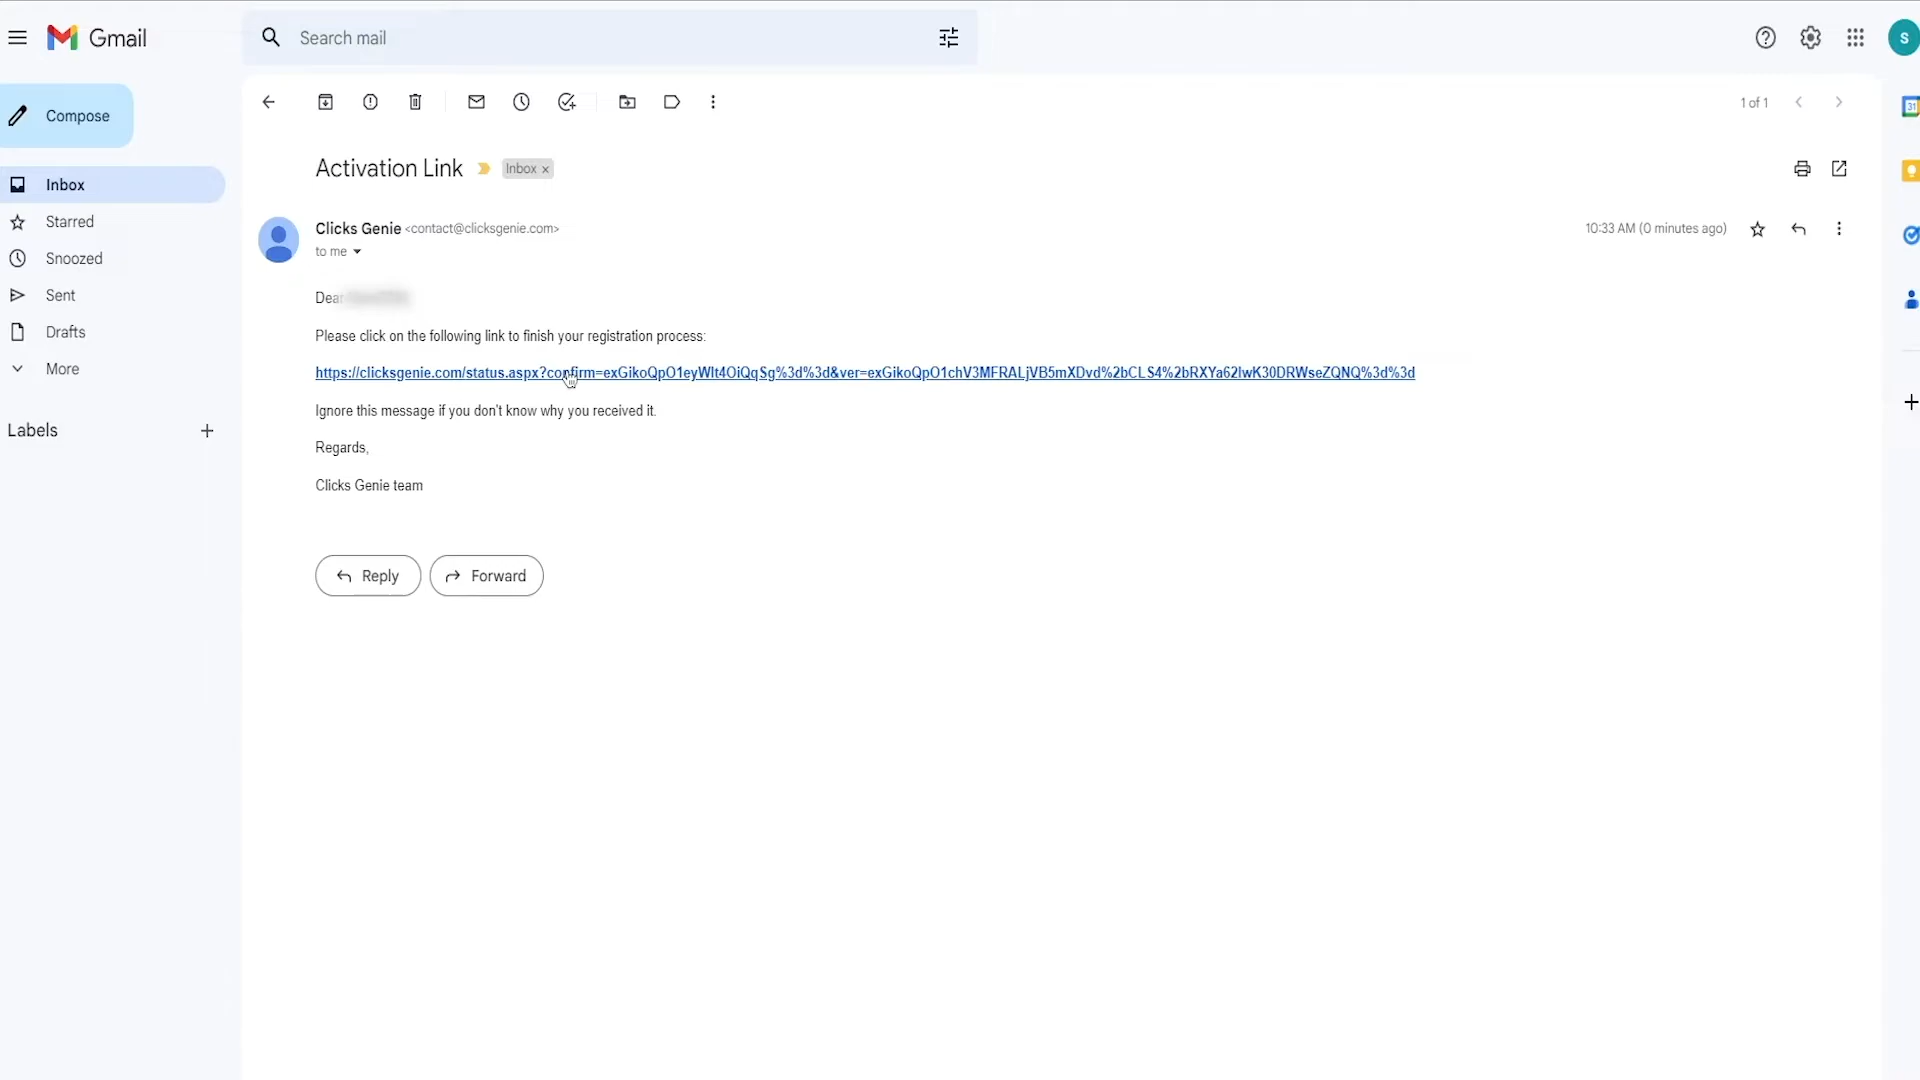 Gmail
Search mail
S
Compose
1 of 1
31
Activation Link
Inbox ×
Inbox
Starred
Snoozed
Sent
Drafts
More
Labels
Clicks Genie <contact@clicksgenie.com>
10:33 AM (0 minutes ago)
to me
Dear
Please click on the following link to finish your registration process:
https://clicksgenie.com/status.aspx?confirm=exGikoQpO1eyWlt4OiQqSg%3d%3d&ver=exGikoQpO1chV3MFRALjVB5mXDvd%2bCLS4%2bRXYa62lwK30DRWseZQNQ%3d%3d
Ignore this message if you don't know why you received it.
Regards,
Clicks Genie team
Reply
Forward